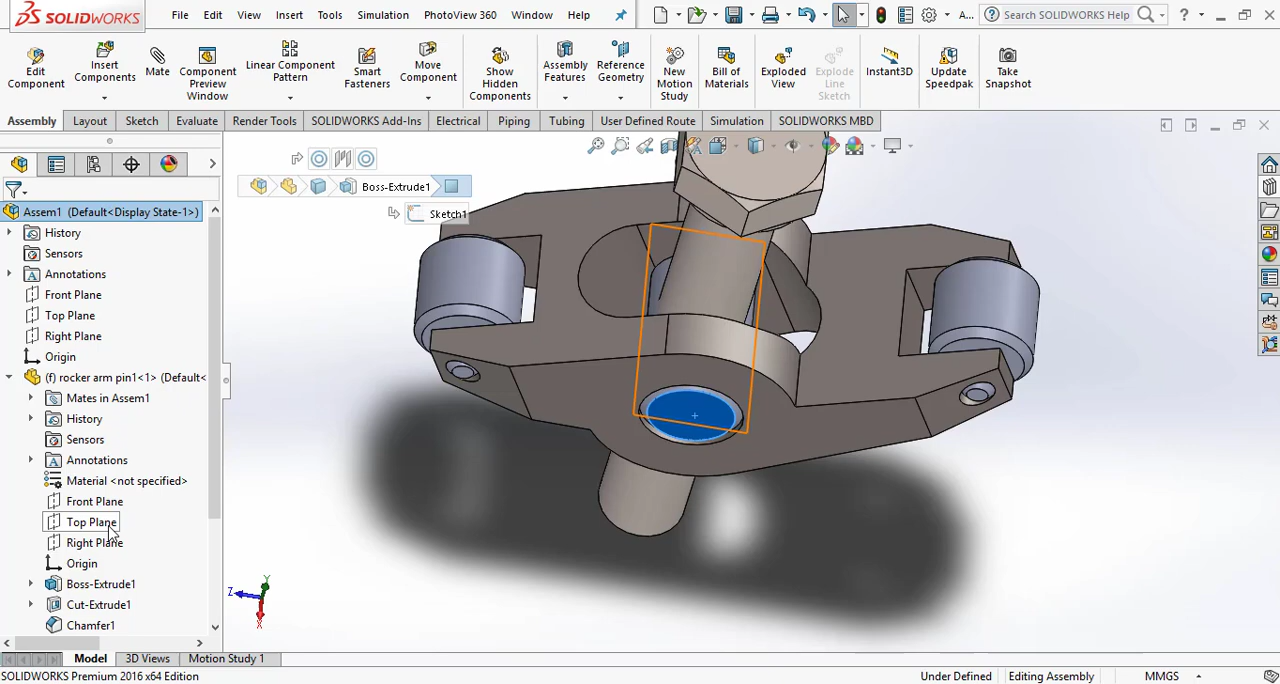 SOLIDWORKS File Edit View Insert Tools Simulation PhotoView 360 Window Help A... Search SOLIDWORKS Help ?
Edit Component
Insert Components
Mate
Component Preview Window
Linear Component Pattern
Smart Fasteners
Move Component
Show Hidden Components
Assembly Features
Reference Geometry
New Motion Study
Bill of Materials
Exploded View
Explode Line Sketch
Instant3D
Update Speedpak
Take Snapshot
Assembly Layout Sketch Evaluate Render Tools SOLIDWORKS Add-Ins Electrical Piping Tubing User Defined Route Simulation SOLIDWORKS MBD
Boss-Extrude1
Sketch1
Assem1 (Default<Display State-1>)
History
Sensors
Annotations
Front Plane
Top Plane
Right Plane
Origin
(f) rocker arm pin1<1> (Default<
Mates in Assem1
History
Sensors
Annotations
Material <not specified>
Front Plane
Top Plane
Right Plane
Origin
Boss-Extrude1
Cut-Extrude1
Chamfer1
Z Y X
Model 3D Views Motion Study 1
SOLIDWORKS Premium 2016 x64 Edition Under Defined Editing Assembly MMGS